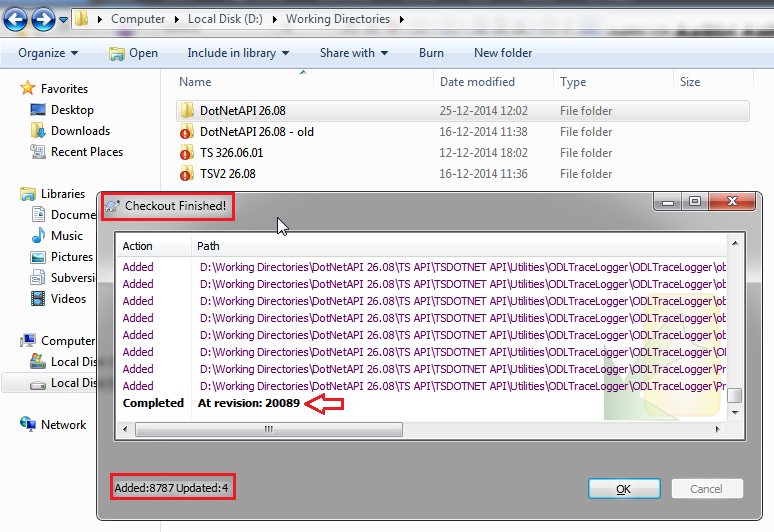 Computer Local Disk (D:) Working Directories
Organize Open Include in library Share with Burn New folder
Favorites
Desktop
Downloads
Recent Places
Libraries
Docume
Music
Pictures
Subversi
Videos
Computer
Local Dis
Local Dis
Network
Name Date modified Type Size
DotNetAPI 26.08 25-12-2014 12:02 File folder
DotNetAPI 26.08 - old 16-12-2014 11:38 File folder
TS 326.06.01 12-12-2014 18:02 File folder
TSV2 26.08 16-12-2014 11:36 File folder
Checkout Finished!
Action Path
Added D:\Working Directories\DotNetAPI 26.08\TS API\TSDOTNET API\Utilities\ODLTraceLogger\ODLTraceLogger\ob
Added D:\Working Directories\DotNetAPI 26.08\TS API\TSDOTNET API\Utilities\ODLTraceLogger\ODLTraceLogger\ob
Added D:\Working Directories\DotNetAPI 26.08\TS API\TSDOTNET API\Utilities\ODLTraceLogger\ODLTraceLogger\ob
Added D:\Working Directories\DotNetAPI 26.08\TS API\TSDOTNET API\Utilities\ODLTraceLogger\ODLTraceLogger\ob
Added D:\Working Directories\DotNetAPI 26.08\TS API\TSDOTNET API\Utilities\ODLTraceLogger\ODLTraceLogger\ob
Added D:\Working Directories\DotNetAPI 26.08\TS API\TSDOTNET API\Utilities\ODLTraceLogger\ODLTraceLogger\OI
Added D:\Working Directories\DotNetAPI 26.08\TS API\TSDOTNET API\Utilities\ODLTraceLogger\ODLTraceLogger\Pr
Added D:\Working Directories\DotNetAPI 26.08\TS API\TSDOTNET API\Utilities\ODLTraceLogger\ODLTraceLogger\Pr
Completed At revision: 20089
Added:8787 Updated:4
OK Cancel